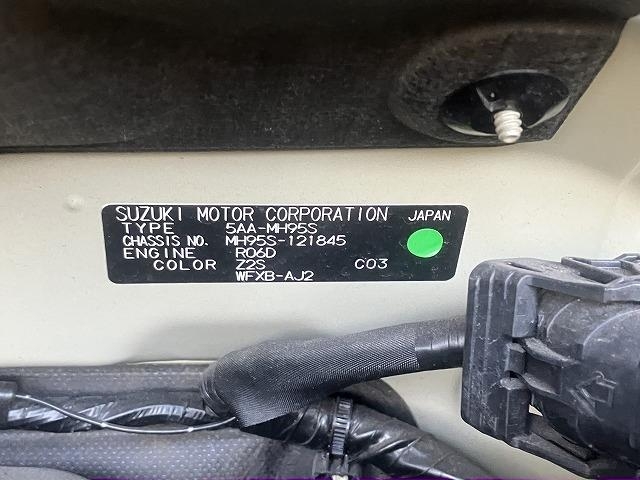 SUZUKI MOTOR CORPORATION JAPAN
TYPE 5AA-MH95S
CHASSIS NO. MH95S-121845
ENGINE R06D
COLOR Z2S C03
WFXB-AJ2